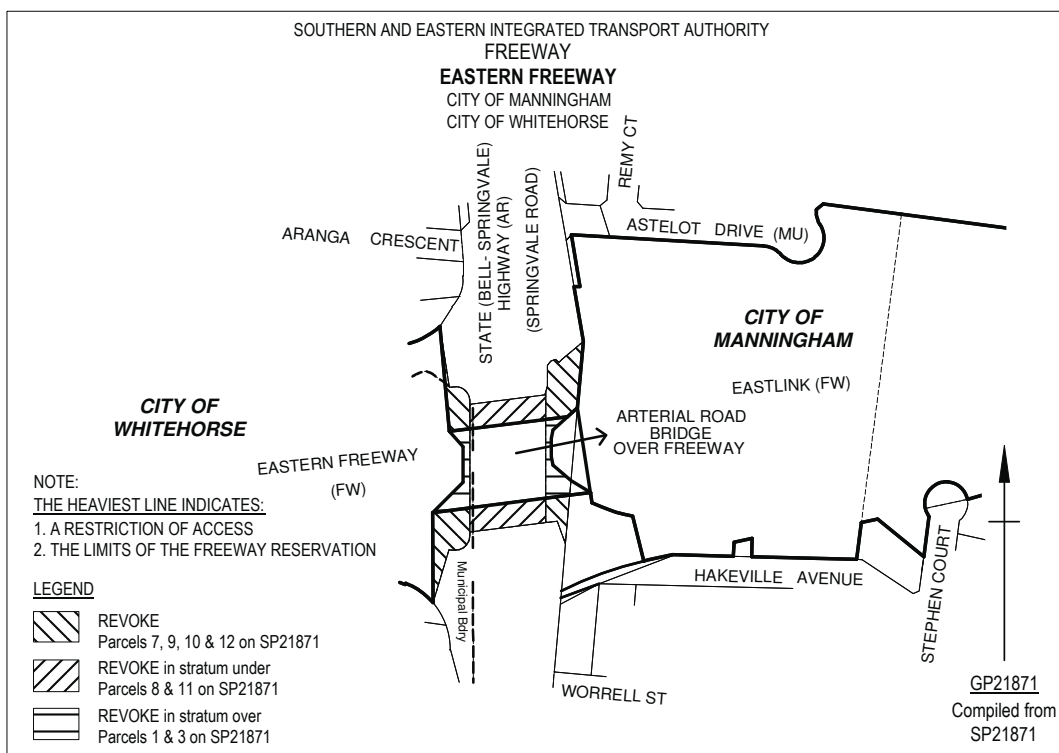 SOUTHERN AND EASTERN INTEGRATED TRANSPORT AUTHORITY
FREEWAY
EASTERN FREEWAY
CITY OF MANNINGHAM
CITY OF WHITEHORSE
REMY CT
STATE (BELL- SPRINGVALE)
HIGHWAY (AR)
(SPRINGVALE ROAD)
ARANGA CRESCENT
ASTELOT DRIVE (MU)
CITY OF
MANNINGHAM
EASTLINK (FW)
CITY OF
WHITEHORSE
ARTERIAL ROAD
BRIDGE
OVER FREEWAY
EASTERN FREEWAY
(FW)
NOTE:
THE HEAVIEST LINE INDICATES:
1. A RESTRICTION OF ACCESS
2. THE LIMITS OF THE FREEWAY RESERVATION
Municipal Bdry
HAKEVILLE AVENUE
STEPHEN COURT
WORRELL ST
LEGEND
REVOKE
Parcels 7, 9, 10 & 12 on SP21871
REVOKE in stratum under
Parcels 8 & 11 on SP21871
REVOKE in stratum over
Parcels 1 & 3 on SP21871
GP21871
Compiled from
SP21871